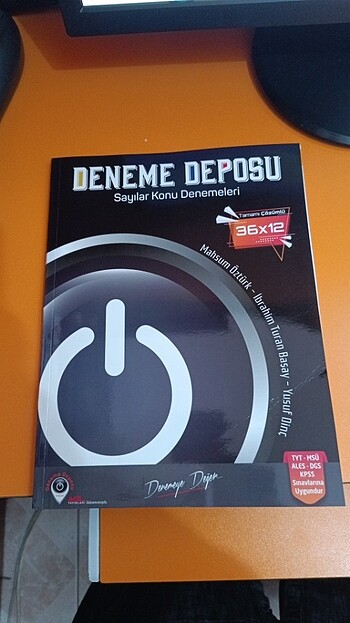 DENEME DEPOSU
Sayılar Konu Denemeleri
Tamamı Çözümlü
36x12
Mahsum Öztürk - İbrahim Turan Başay - Yusuf Dinç
Denemeye Değer
TYT - MSÜ
ALES - DGS
KPSS
Sınavlarına
Uygundur